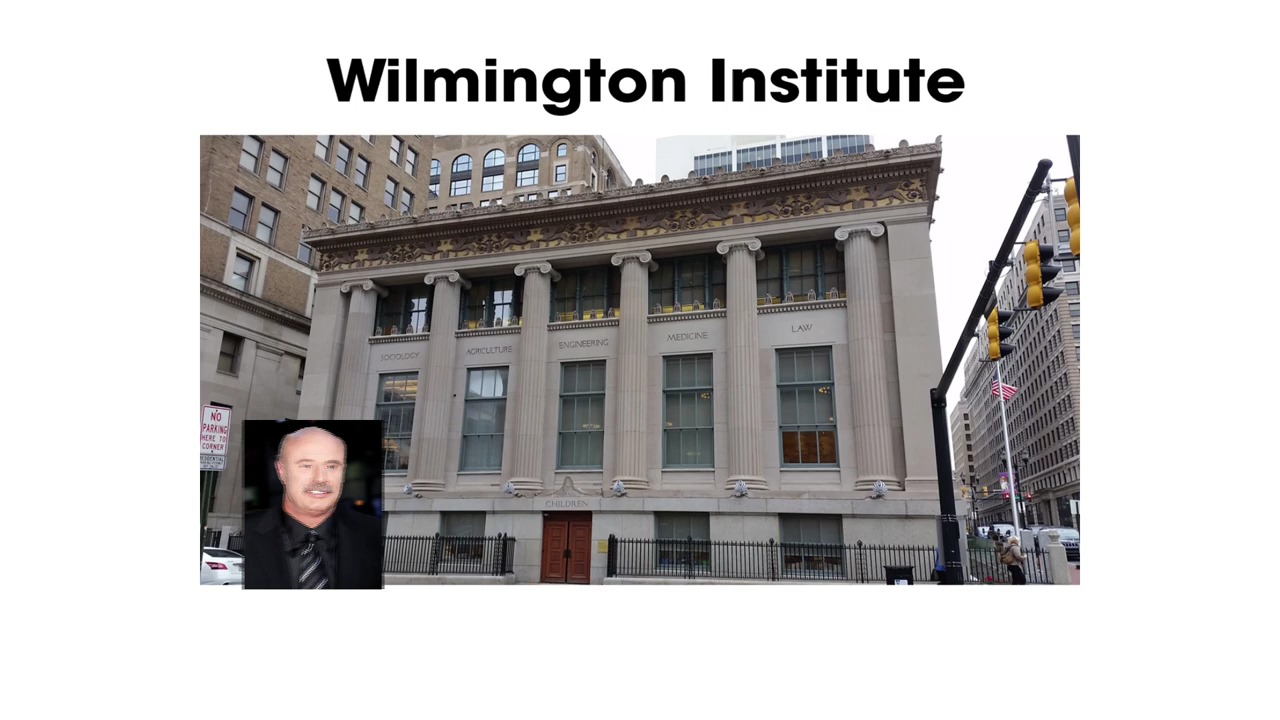 Wilmington Institute
SOCIOLOGY
AGRICULTURE
ENGINEERING
MEDICINE
LAW
NO
PARKING
HERE TO
CORNER
CHILDREN